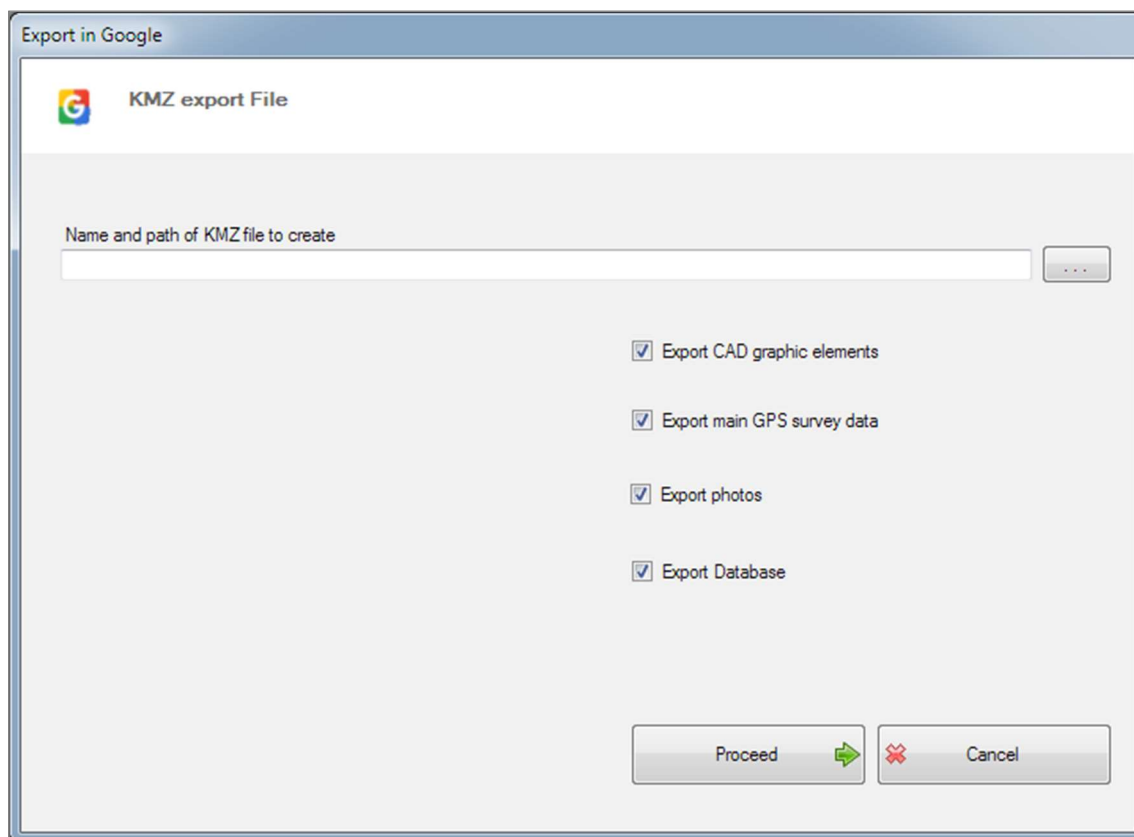 Export in Google
G
KMZ export File
Name and path of KMZ file to create
...
Export CAD graphic elements
Export main GPS survey data
Export photos
Export Database
Proceed
Cancel